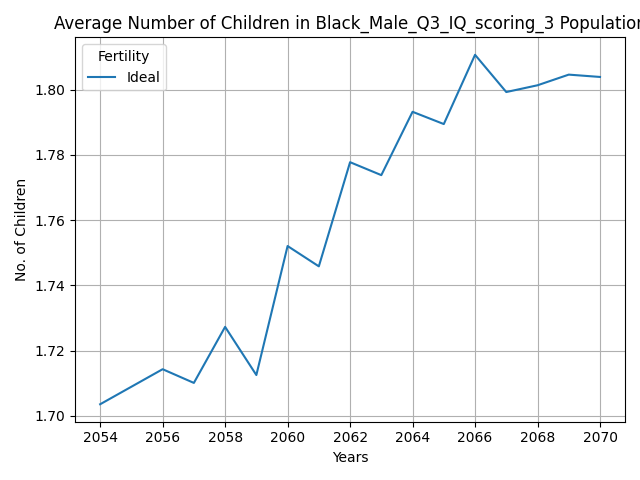 Average Number of Children in Black_Male_Q3_IQ_scoring_3 Population
Fertility
Ideal
No. of Children
1.80
1.78
1.76
1.74
1.72
1.70
2054 2056 2058 2060 2062 2064 2066 2068 2070
Years